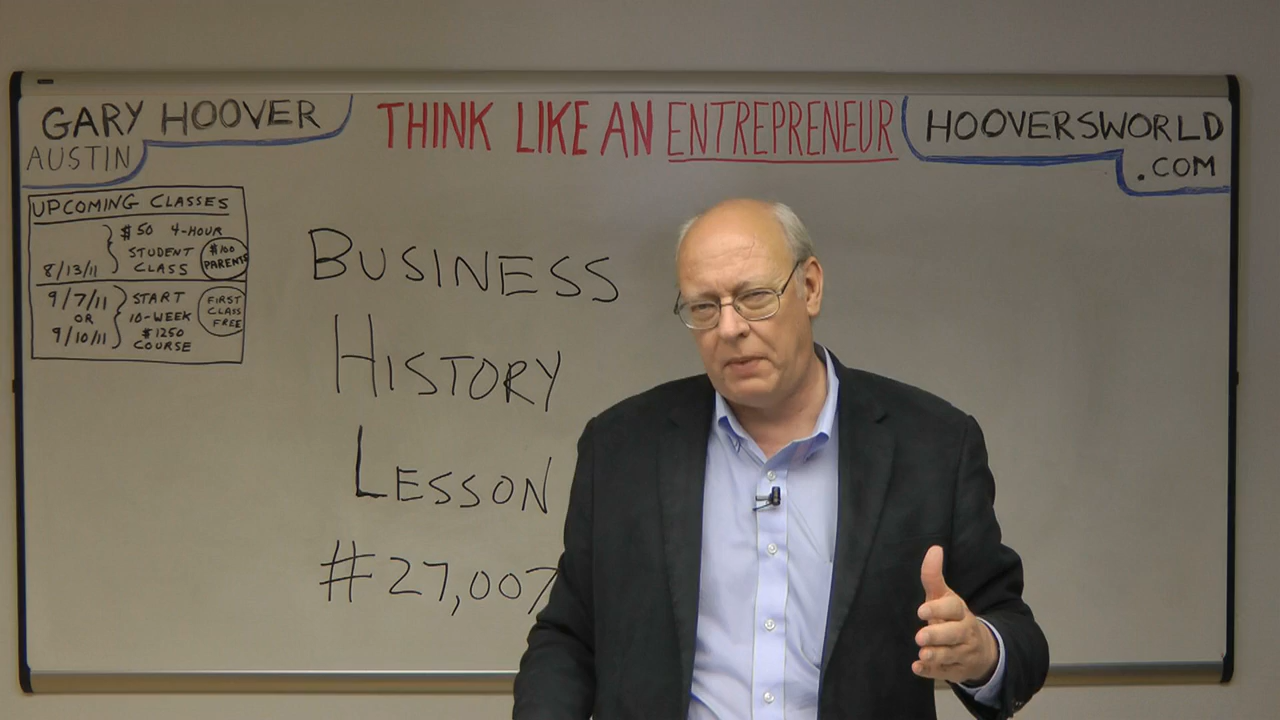 GARY HOOVER
AUSTIN
THINK LIKE AN ENTREPRENEUR
HOOVERSWORLD
.COM
UPCOMING CLASSES
8/13/11
$50 4-HOUR
STUDENT
CLASS
$100
PARENTS
9/7/11
OR
9/10/11
START
10-WEEK
$1250
COURSE
FIRST
CLASS
FREE
BUSINESS
HISTORY
LESSON
#27,007